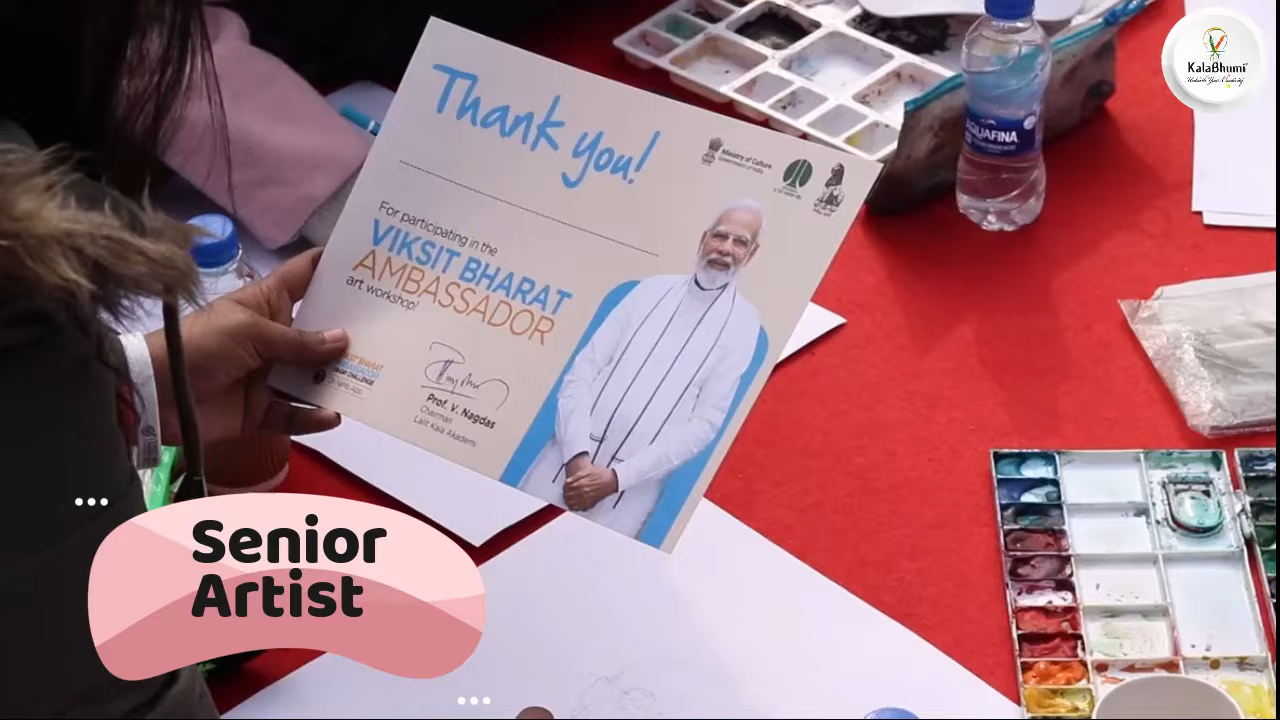 KalaBhumi
Thank you!
Ministry of Culture
Government of India
For participating in the
VIKSIT BHARAT
AMBASSADOR
art workshop!
Prof. V. Nagdas
Chairman
Lalit Kala Akademi
AQUAFINA
Senior
Artist